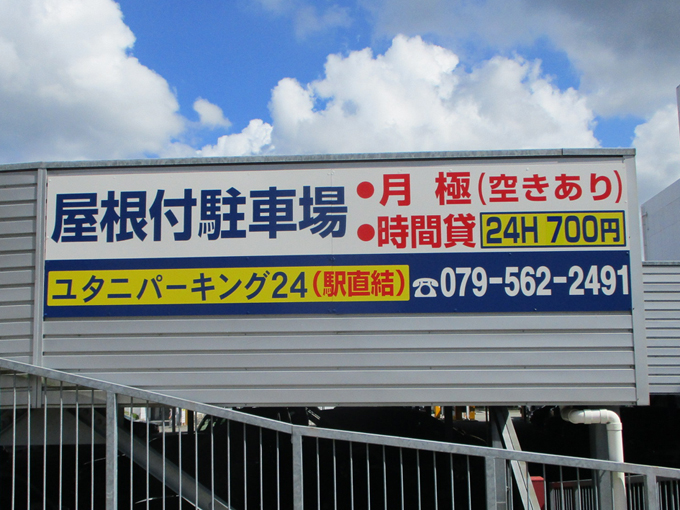 屋根付駐車場
●月 極(空きあり)
●時間貸 24H 700円
ユタニパーキング24(駅直結) ☎079-562-2491